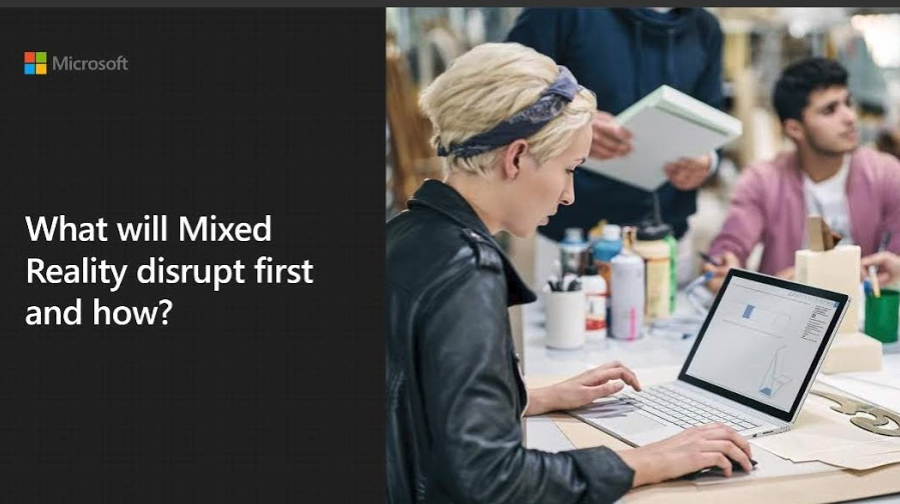 Microsoft
What will Mixed
Reality disrupt first
and how?